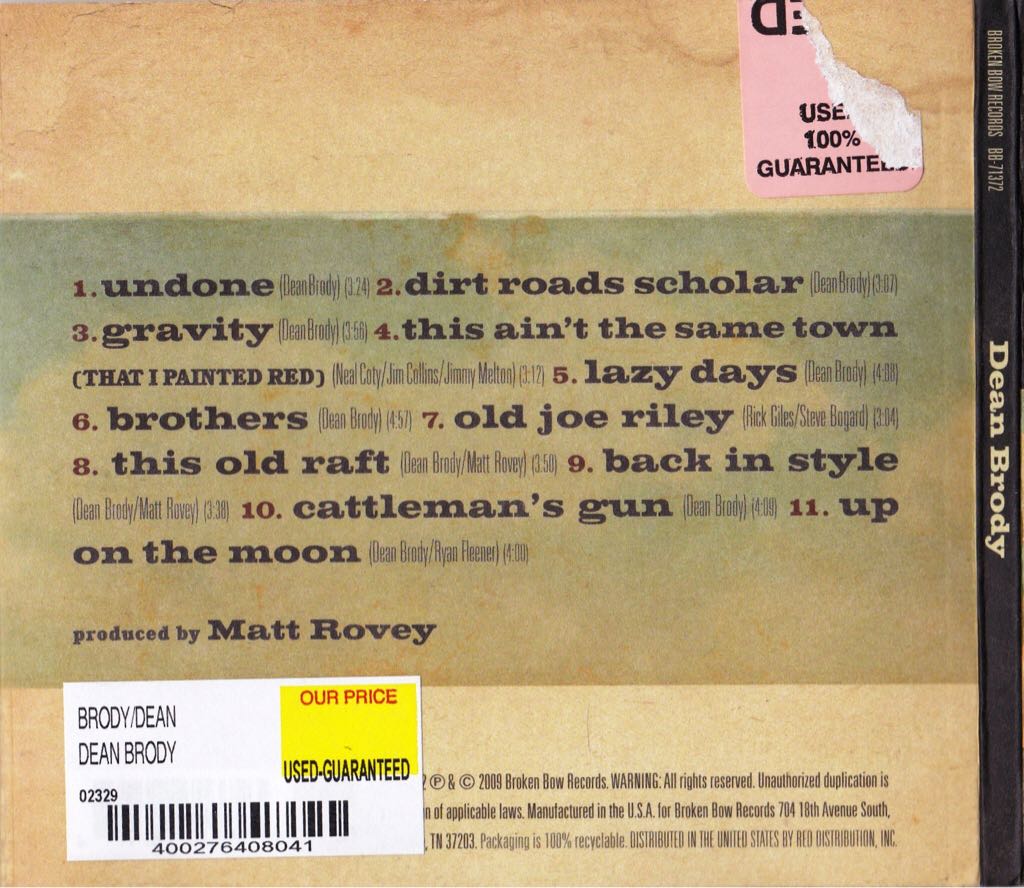 USED
100%
GUARANTEED
1. undone (Dean Brody) (3:24) 2. dirt roads scholar (Dean Brody) (3:07)
3. gravity (Dean Brody) (3:56) 4. this ain't the same town
(THAT I PAINTED RED) (Neal Coty/Jim Collins/Jimmy Melton) (3:12) 5. lazy days (Dean Brody)
6. brothers (Dean Brody) (4:57) 7. old joe riley (Rick Giles/Steve Bogard) (3:04)
8. this old raft (Dean Brody/Matt Rovey) (3:50) 9. back in style
(Dean Brody/Matt Rovey) (3:38) 10. cattleman's gun (Dean Brody) (4:09) 11. up
on the moon (Dean Brody/Ryan Fleener) (4:00)
produced by Matt Rovey
BRODY/DEAN
DEAN BRODY
OUR PRICE
USED-GUARANTEED
02329
400276408041
℗ & © 2009 Broken Bow Records. WARNING: All rights reserved. Unauthorized duplication is
of applicable laws. Manufactured in the U.S.A. for Broken Bow Records 704 18th Avenue South,
, TN 37203. Packaging is 100% recyclable. DISTRIBUTED IN THE UNITED STATES BY RED DISTRIBUTION, INC.
BROKEN BOW RECORDS BB-71372
Dean Brody